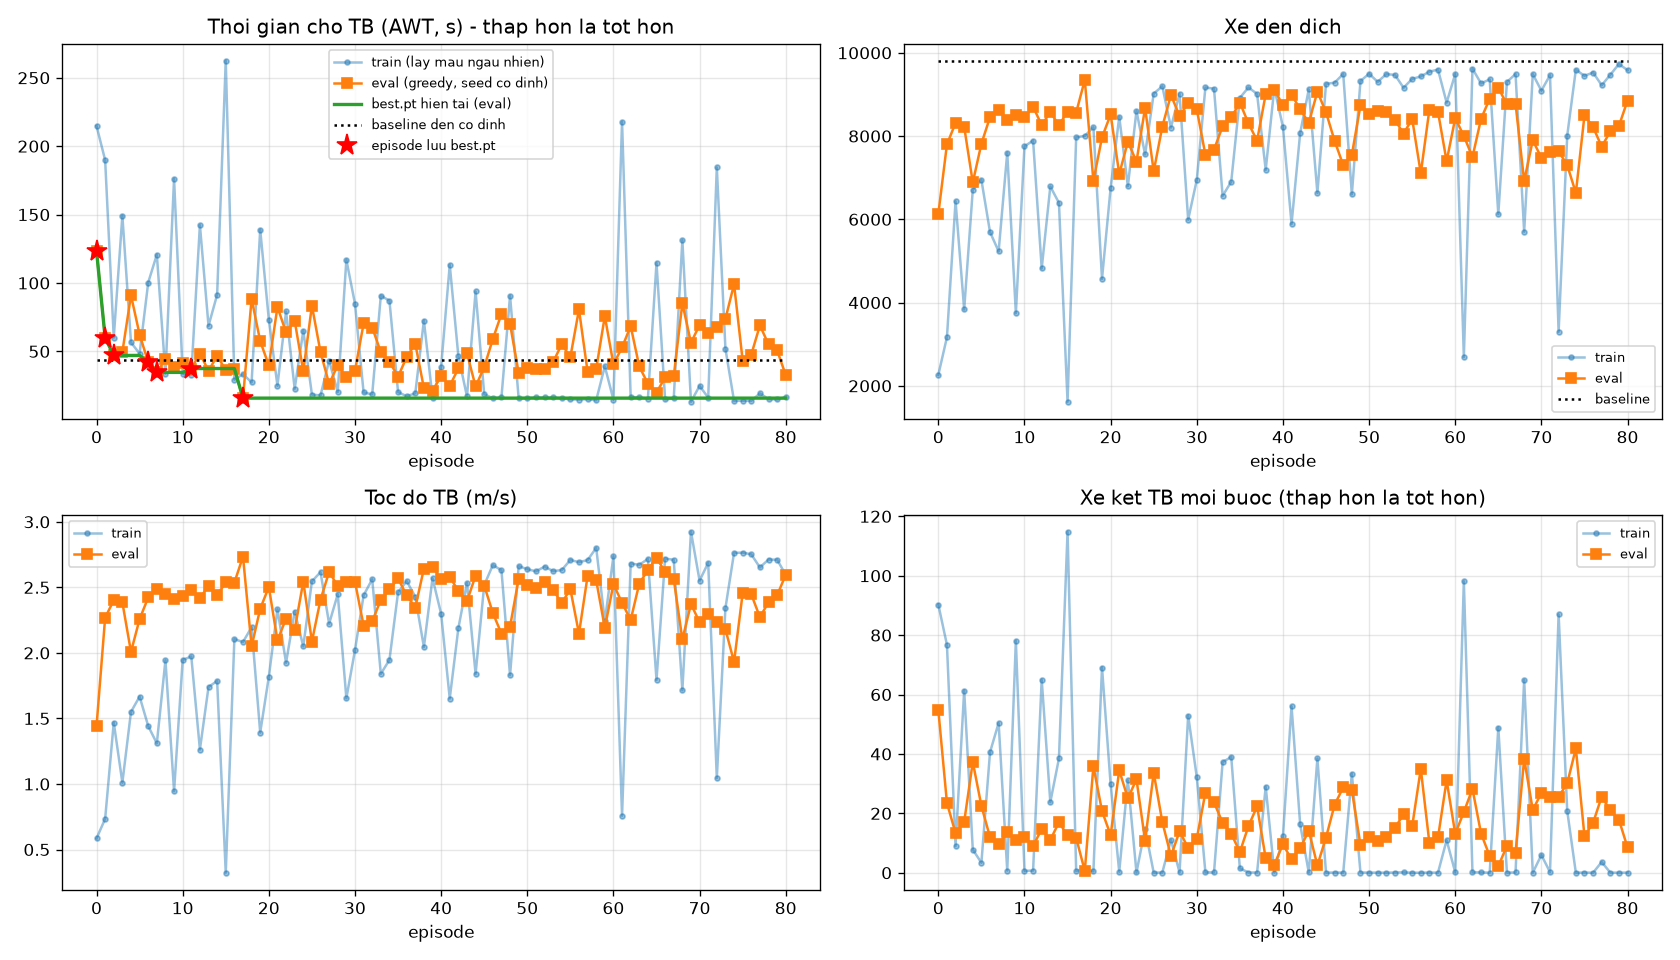 Thoi gian cho TB (AWT, s) - thap hon la tot hon
250
200
150
100
50
train (lay mau ngau nhien)
eval (greedy, seed co dinh)
best.pt hien tai (eval)
baseline den co dinh
episode luu best.pt
0 10 20 30 40 50 60 70 80
episode
Xe den dich
10000
8000
6000
4000
2000
train
eval
baseline
0 10 20 30 40 50 60 70 80
episode
Toc do TB (m/s)
3.0
2.5
2.0
1.5
1.0
0.5
train
eval
0 10 20 30 40 50 60 70 80
episode
Xe ket TB moi buoc (thap hon la tot hon)
120
100
80
60
40
20
0
train
eval
0 10 20 30 40 50 60 70 80
episode